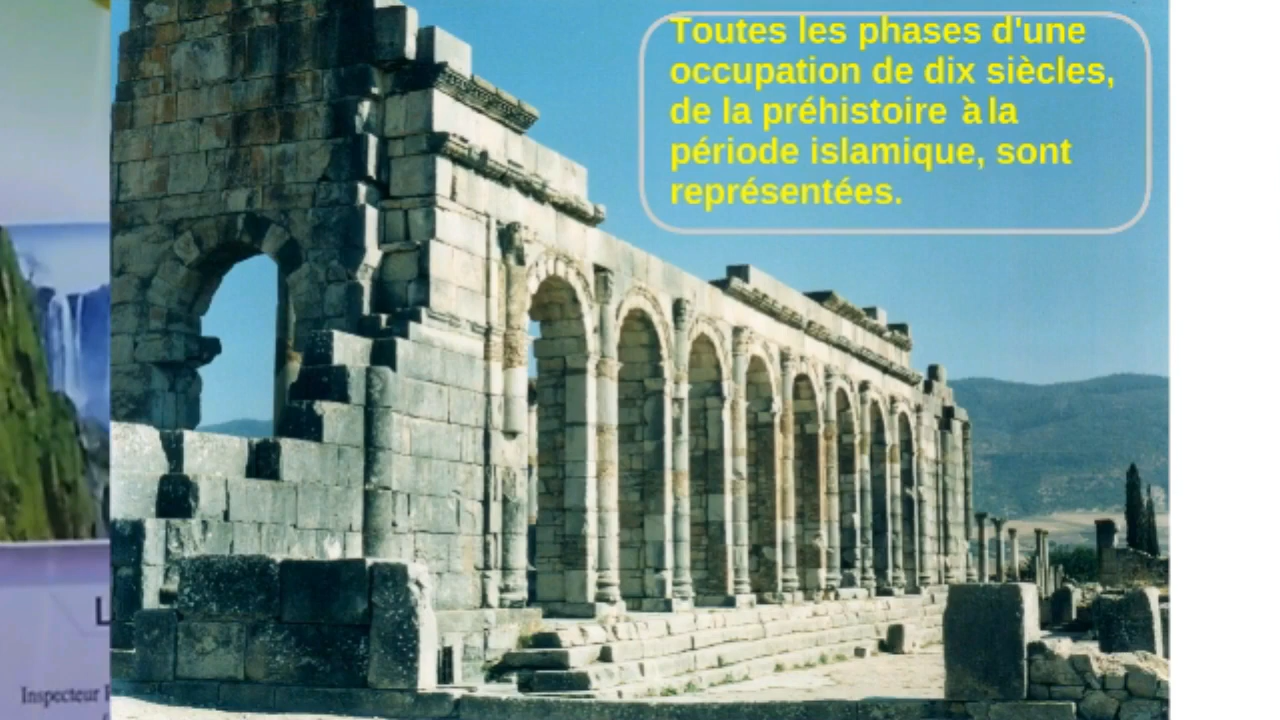 Toutes les phases d'une
occupation de dix siècles,
de la préhistoire à la
période islamique, sont
représentées.
Inspecteur